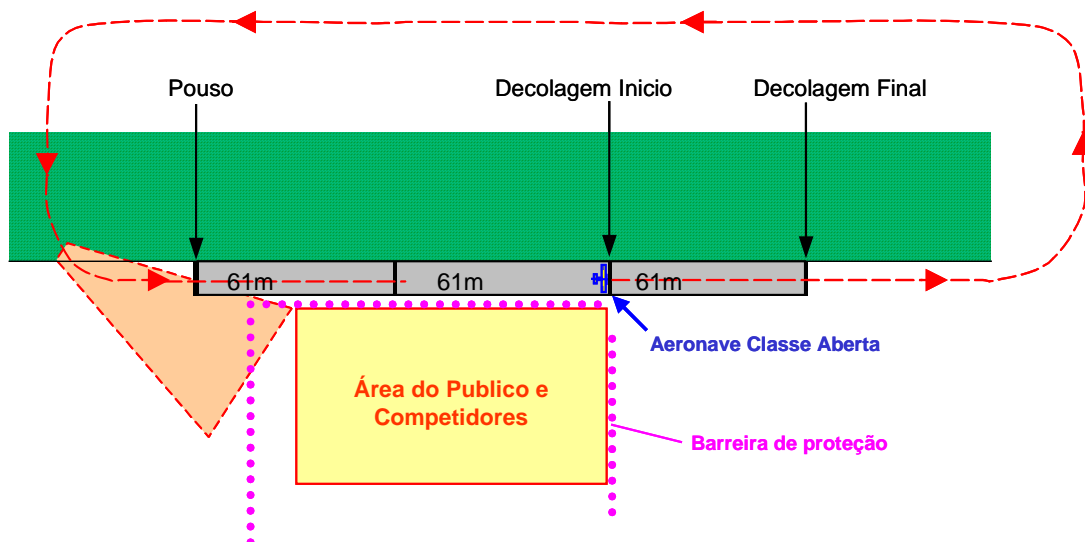 Pouso
Decolagem Inicio
Decolagem Final
61m
61m
61m
Aeronave Classe Aberta
Área do Publico e
Competidores
Barreira de proteção